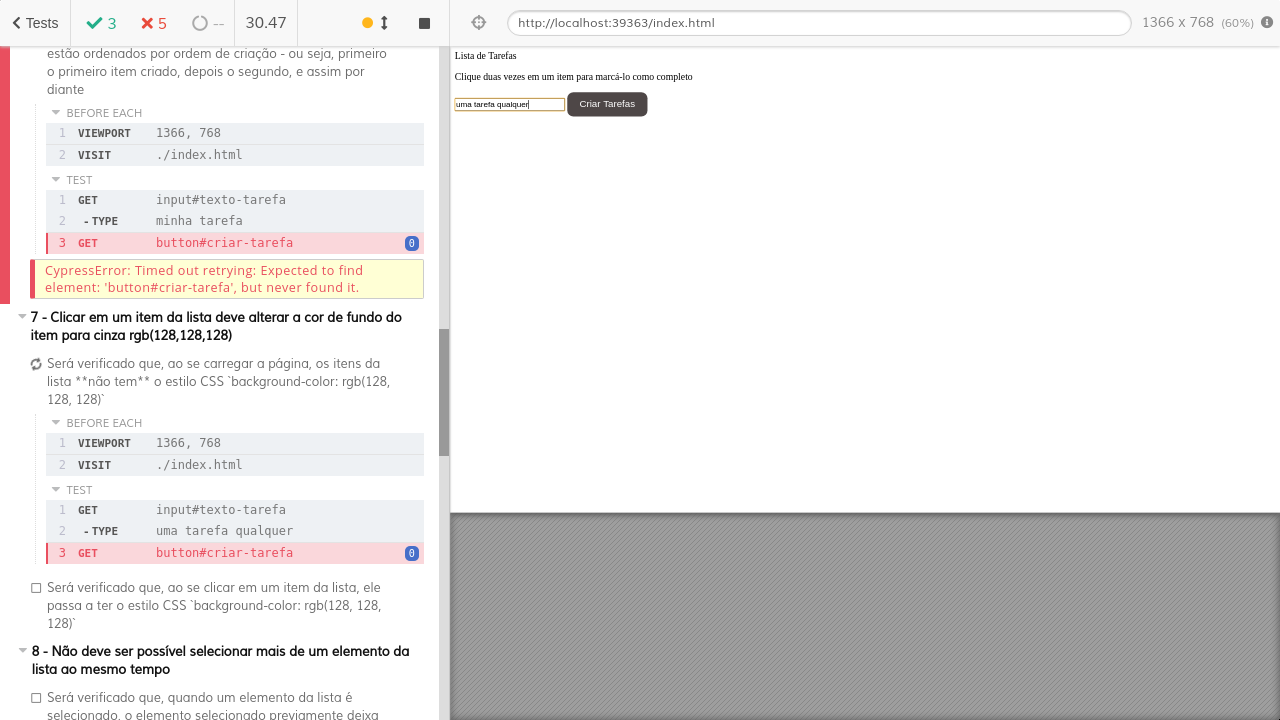 Tests
3
5
--
30.47
http://localhost:39363/index.html
1366 x 768 (60%)
estão ordenados por ordem de criação - ou seja, primeiro
o primeiro item criado, depois o segundo, e assim por
diante
BEFORE EACH
1 VIEWPORT 1366, 768
2 VISIT ./index.html
TEST
1 GET input#texto-tarefa
2 - TYPE minha tarefa
3 GET button#criar-tarefa 0
CypressError: Timed out retrying: Expected to find
element: 'button#criar-tarefa', but never found it.
7 - Clicar em um item da lista deve alterar a cor de fundo do
item para cinza rgb(128,128,128)
Será verificado que, ao se carregar a página, os itens da
lista **não tem** o estilo CSS `background-color: rgb(128,
128, 128)`
BEFORE EACH
1 VIEWPORT 1366, 768
2 VISIT ./index.html
TEST
1 GET input#texto-tarefa
2 - TYPE uma tarefa qualquer
3 GET button#criar-tarefa 0
Será verificado que, ao se clicar em um item da lista, ele
passa a ter o estilo CSS `background-color: rgb(128, 128,
128)`
8 - Não deve ser possível selecionar mais de um elemento da
lista ao mesmo tempo
Será verificado que, quando um elemento da lista é
selecionado, o elemento selecionado previamente deixa
Lista de Tarefas
Clique duas vezes em um item para marcá-lo como completo
uma tarefa qualquer
Criar Tarefas